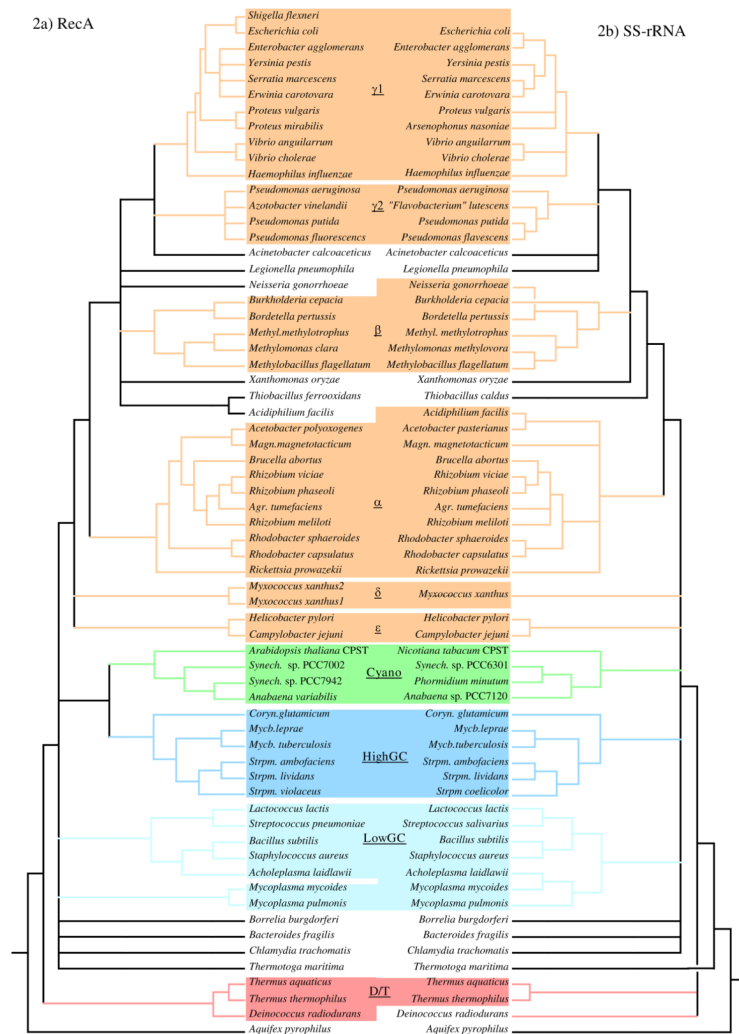 2a) RecA
2b) SS-rRNA
Shigella flexneri
Escherichia coli Escherichia coli
Enterobacter agglomerans Enterobacter agglomerans
Yersinia pestis Yersinia pestis
Serratia marcescens Serratia marcescens
Erwinia carotovara γ1 Erwinia carotovara
Proteus vulgaris Proteus vulgaris
Proteus mirabilis Arsenophonus nasoniae
Vibrio anguilarrum Vibrio anguilarrum
Vibrio cholerae Vibrio cholerae
Haemophilus influenzae Haemophilus influenzae
Pseudomonas aeruginosa Pseudomonas aeruginosa
Azotobacter vinelandii γ2 "Flavobacterium" lutescens
Pseudomonas putida Pseudomonas putida
Pseudomonas fluorescncs Pseudomonas flavescens
Acinetobacter calcoaceticus Acinetobacter calcoaceticus
Legionella pneumophila Legionella pneumophila
Neisseria gonorrhoeae Neisseria gonorrhoeae
Burkholderia cepacia Burkholderia cepacia
Bordetella pertussis Bordetella pertussis
Methyl.methylotrophus β Methyl. methylotrophus
Methylomonas clara Methylomonas methylovora
Methylobacillus flagellatum Methylobacillus flagellatum
Xanthomonas oryzae Xanthomonas oryzae
Thiobacillus ferrooxidans Thiobacillus caldus
Acidiphilium facilis Acidiphilium facilis
Acetobacter polyoxogenes Acetobacter pasterianus
Magn.magnetotacticum Magn. magnetotacticum
Brucella abortus Brucella abortus
Rhizobium viciae Rhizobium viciae
Rhizobium phaseoli Rhizobium phaseoli
Agr. tumefaciens α Agr. tumefaciens
Rhizobium meliloti Rhizobium meliloti
Rhodobacter sphaeroides Rhodobacter sphaeroides
Rhodobacter capsulatus Rhodobacter capsulatus
Rickettsia prowazekii Rickettsia prowazekii
Myxococcus xanthus2
δ Myxococcus xanthus
Myxococcus xanthus1
Helicobacter pylori Helicobacter pylori
Campylobacter jejuni ε Campylobacter jejuni
Arabidopsis thaliana CPST Nicotiana tabacum CPST
Synech. sp. PCC7002 Cyano Synech. sp. PCC6301
Synech. sp. PCC7942 Phormidium minutum
Anabaena variabilis Anabaena sp. PCC7120
Coryn.glutamicum Coryn. glutamicum
Mycb.leprae Mycb.leprae
Mycb. tuberculosis Mycb.tuberculosis
HighGC
Strpm. ambofaciens Strpm. ambofaciens
Strpm. lividans Strpm. lividans
Strpm. violaceus Strpm coelicolor
Lactococcus lactis Lactococcus lactis
Streptococcus pneumoniae Streptococcus salivarius
Bacillus subtilis LowGC Bacillus subtilis
Staphylococcus aureus Staphylococcus aureus
Acholeplasma laidlawii Acholeplasma laidlawii
Mycoplasma mycoides Mycoplasma mycoides
Mycoplasma pulmonis Mycoplasma pulmonis
Borrelia burgdorferi Borrelia burgdorferi
Bacteroides fragilis Bacteroides fragilis
Chlamydia trachomatis Chlamydia trachomatis
Thermotoga maritima Thermotoga maritima
Thermus aquaticus D/T Thermus aquaticus
Thermus thermophilus Thermus thermophilus
Deinococcus radiodurans Deinococcus radiodurans
Aquifex pyrophilus Aquifex pyrophilus